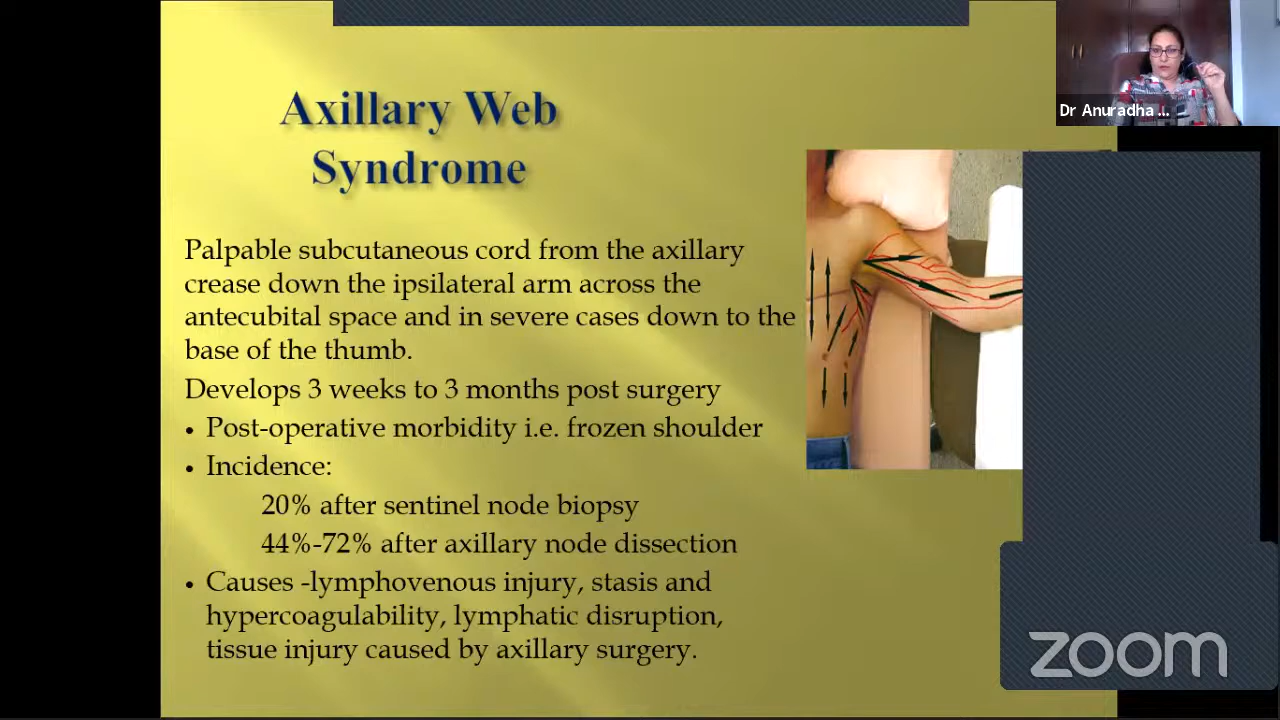 Axillary Web
Syndrome
Dr Anuradha ...
Palpable subcutaneous cord from the axillary
crease down the ipsilateral arm across the
antecubital space and in severe cases down to the
base of the thumb.
Develops 3 weeks to 3 months post surgery
• Post-operative morbidity i.e. frozen shoulder
• Incidence:
20% after sentinel node biopsy
44%-72% after axillary node dissection
• Causes -lymphovenous injury, stasis and
hypercoagulability, lymphatic disruption,
tissue injury caused by axillary surgery.
zoom